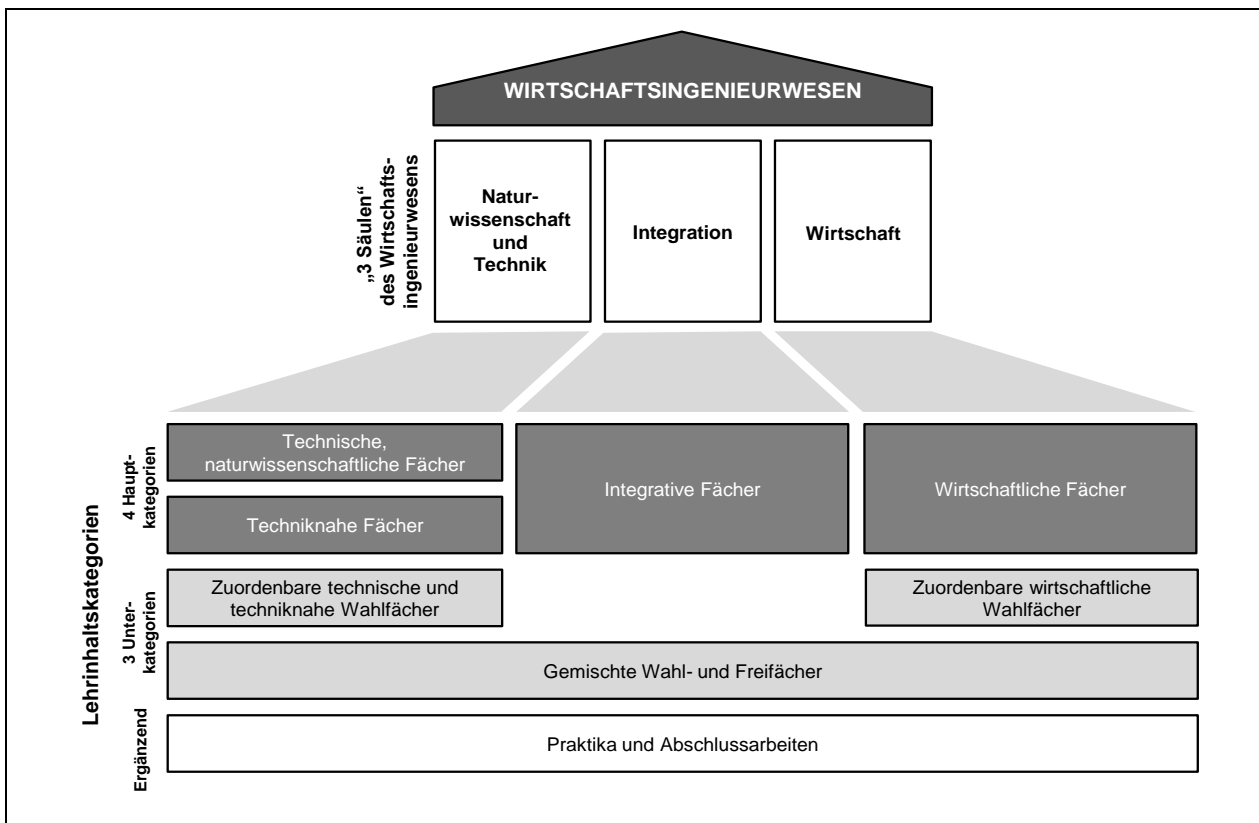 WIRTSCHAFTSINGENIEURWESEN
„3 Säulen“
des Wirtschafts-
ingenieurwesens
Natur-
wissenschaft
und
Technik
Integration
Wirtschaft
Lehrinhaltskategorien
4 Haupt-
kategorien
Technische,
naturwissenschaftliche Fächer
Techniknahe Fächer
Integrative Fächer
Wirtschaftliche Fächer
3 Unter-
kategorien
Zuordenbare technische und
techniknahe Wahlfächer
Zuordenbare wirtschaftliche
Wahlfächer
Gemischte Wahl- und Freifächer
Ergänzend
Praktika und Abschlussarbeiten